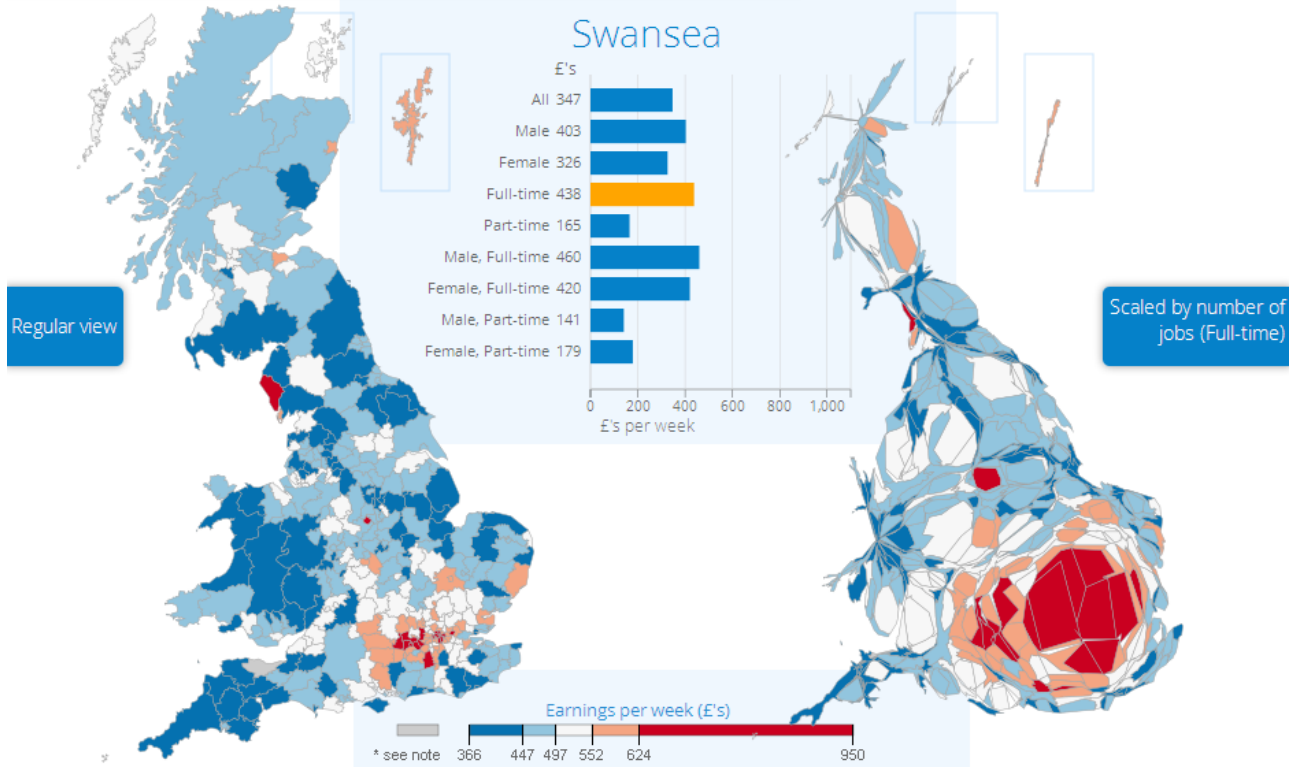 Swansea
£'s
All 347
Male 403
Female 326
Full-time 438
Part-time 165
Male, Full-time 460
Female, Full-time 420
Male, Part-time 141
Female, Part-time 179
0 200 400 600 800 1,000
£'s per week
Regular view
Scaled by number of
jobs (Full-time)
Earnings per week (£'s)
* see note 366 447 497 552 624 950